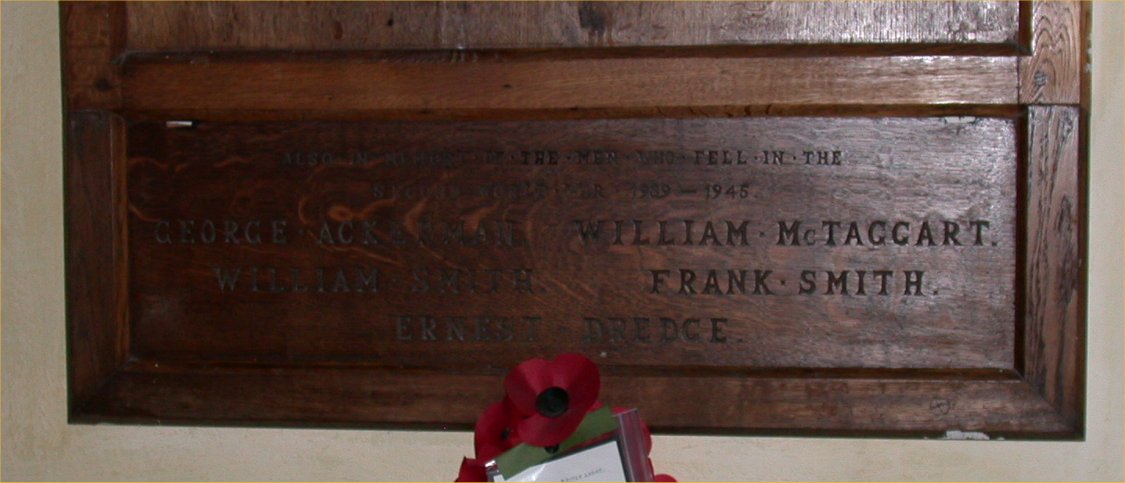 ALSO·IN·MEMORY·OF·THE·MEN·WHO·FELL·IN·THE
SECOND·WORLD·WAR·1939—1945.
GEORGE·ACKERMAN. WILLIAM·McTAGGART.
WILLIAM·SMITH. FRANK·SMITH.
ERNEST·DREDGE.